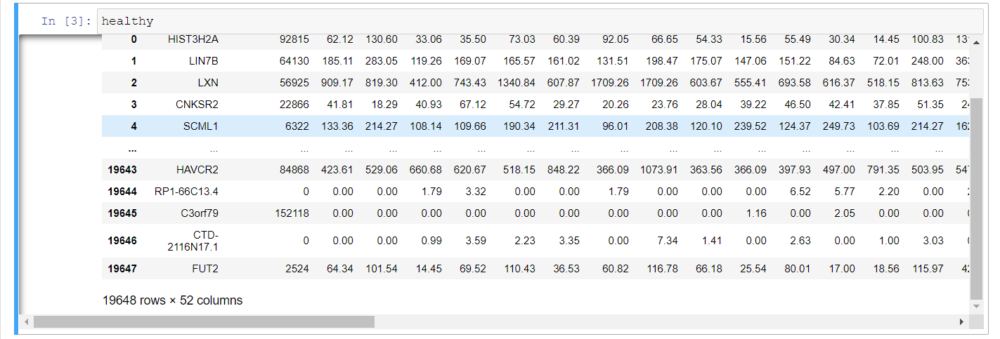 In [3]: healthy
0 HIST3H2A 92815 62.12 130.60 33.06 35.50 73.03 60.39 92.05 66.65 54.33 15.56 55.49 30.34 14.45 100.83
1 LIN7B 64130 185.11 283.05 119.26 169.07 165.57 161.02 131.51 198.47 175.07 147.06 151.22 84.63 72.01 248.00
2 LXN 56925 909.17 819.30 412.00 743.43 1340.84 607.87 1709.26 1709.26 603.67 555.41 693.58 616.37 518.15 813.63
3 CNKSR2 22866 41.81 18.29 40.93 67.12 54.72 29.27 20.26 23.76 28.04 39.22 46.50 42.41 37.85 51.35
4 SCML1 6322 133.36 214.27 108.14 109.66 190.34 211.31 96.01 208.38 120.10 239.52 124.37 249.73 103.69 214.27
... ... ... ... ... ... ... ... ... ... ... ... ... ... ... ... ...
19643 HAVCR2 84868 423.61 529.06 660.68 620.67 518.15 848.22 366.09 1073.91 363.56 366.09 397.93 497.00 791.35 503.95
19644 RP1-66C13.4 0 0.00 0.00 1.79 3.32 0.00 0.00 1.79 0.00 0.00 0.00 6.52 5.77 2.20 0.00
19645 C3orf79 152118 0.00 0.00 0.00 0.00 0.00 0.00 0.00 0.00 0.00 1.16 0.00 2.05 0.00 0.00
19646 CTD-
2116N17.1 0 0.00 0.00 0.99 3.59 2.23 3.35 0.00 7.34 1.41 0.00 2.63 0.00 1.00 3.03
19647 FUT2 2524 64.34 101.54 14.45 69.52 110.43 36.53 60.82 116.78 66.18 25.54 80.01 17.00 18.56 115.97
19648 rows × 52 columns